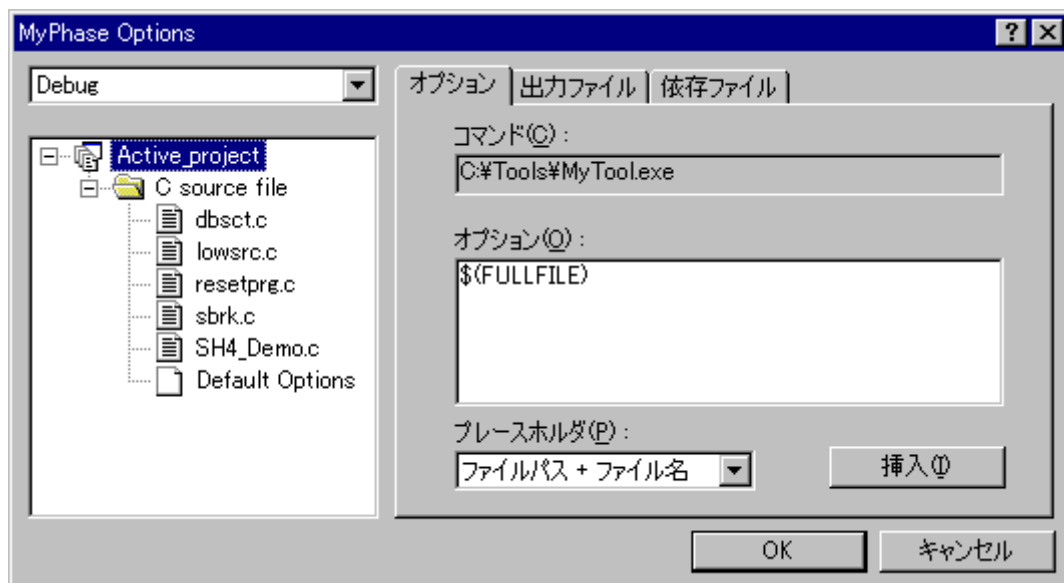 MyPhase Options
Debug
Active_project
C source file
dbsct.c
lowsrc.c
resetprg.c
sbrk.c
SH4_Demo.c
Default Options
オプション 出力ファイル 依存ファイル
コマンド(C):
C:¥Tools¥MyTool.exe
オプション(O):
$(FULLFILE)
プレースホルダ(P):
ファイルパス + ファイル名
挿入(I)
OK
キャンセル